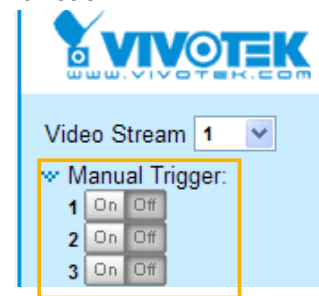 VIVOTEK
www.vivotek.com
Video Stream 1
Manual Trigger:
1 On Off
2 On Off
3 On Off